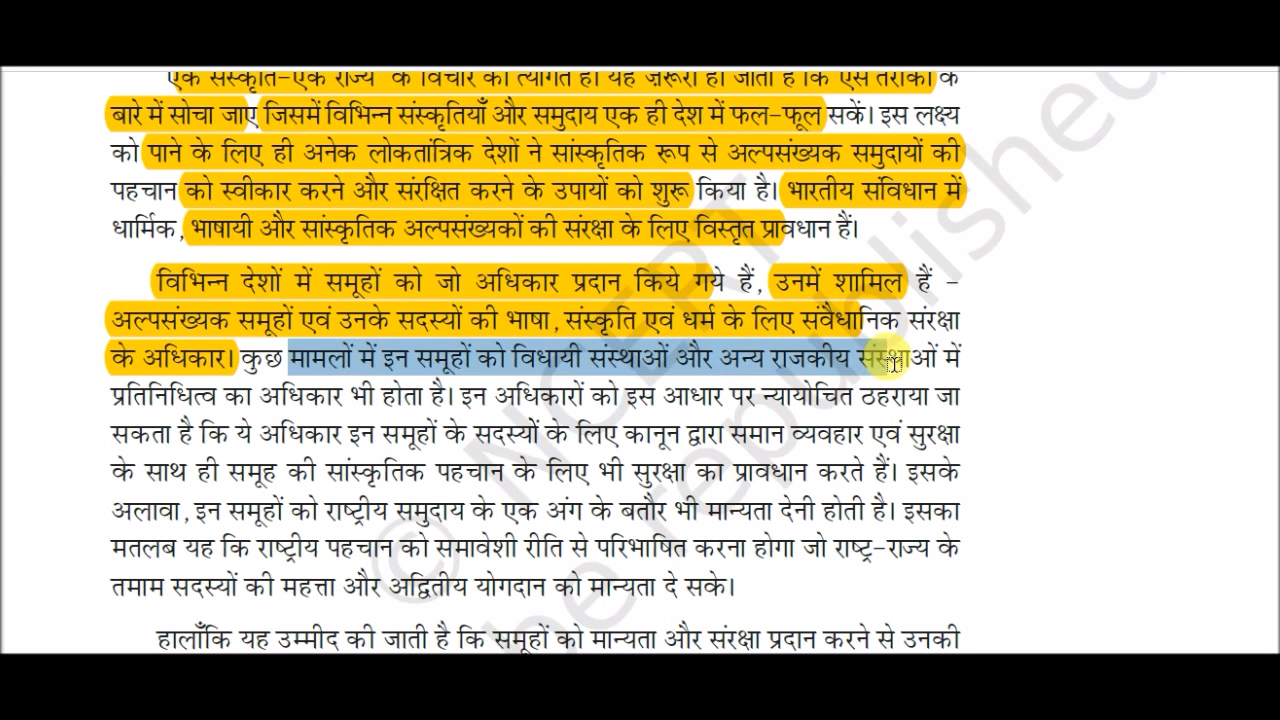 एक संस्कृति-एक राज्य के विचार को त्यागते ही यह ज़रूरी हो जाता है कि ऐसे तरीकों के
बारे में सोचा जाए जिसमें विभिन्न संस्कृतियाँ और समुदाय एक ही देश में फल-फूल सकें। इस लक्ष्य
को पाने के लिए ही अनेक लोकतांत्रिक देशों ने सांस्कृतिक रूप से अल्पसंख्यक समुदायों की
पहचान को स्वीकार करने और संरक्षित करने के उपायों को शुरू किया है। भारतीय संविधान में
धार्मिक, भाषायी और सांस्कृतिक अल्पसंख्यकों की संरक्षा के लिए विस्तृत प्रावधान हैं।
विभिन्न देशों में समूहों को जो अधिकार प्रदान किये गये हैं, उनमें शामिल हैं –
अल्पसंख्यक समूहों एवं उनके सदस्यों की भाषा, संस्कृति एवं धर्म के लिए संवैधानिक संरक्षा
के अधिकार। कुछ मामलों में इन समूहों को विधायी संस्थाओं और अन्य राजकीय संस्थाओं में
प्रतिनिधित्व का अधिकार भी होता है। इन अधिकारों को इस आधार पर न्यायोचित ठहराया जा
सकता है कि ये अधिकार इन समूहों के सदस्यों के लिए कानून द्वारा समान व्यवहार एवं सुरक्षा
के साथ ही समूह की सांस्कृतिक पहचान के लिए भी सुरक्षा का प्रावधान करते हैं। इसके
अलावा, इन समूहों को राष्ट्रीय समुदाय के एक अंग के बतौर भी मान्यता देनी होती है। इसका
मतलब यह कि राष्ट्रीय पहचान को समावेशी रीति से परिभाषित करना होगा जो राष्ट्र-राज्य के
तमाम सदस्यों की महत्ता और अद्वितीय योगदान को मान्यता दे सके।
हालाँकि यह उम्मीद की जाती है कि समूहों को मान्यता और संरक्षा प्रदान करने से उनकी
© NCERT
be republished